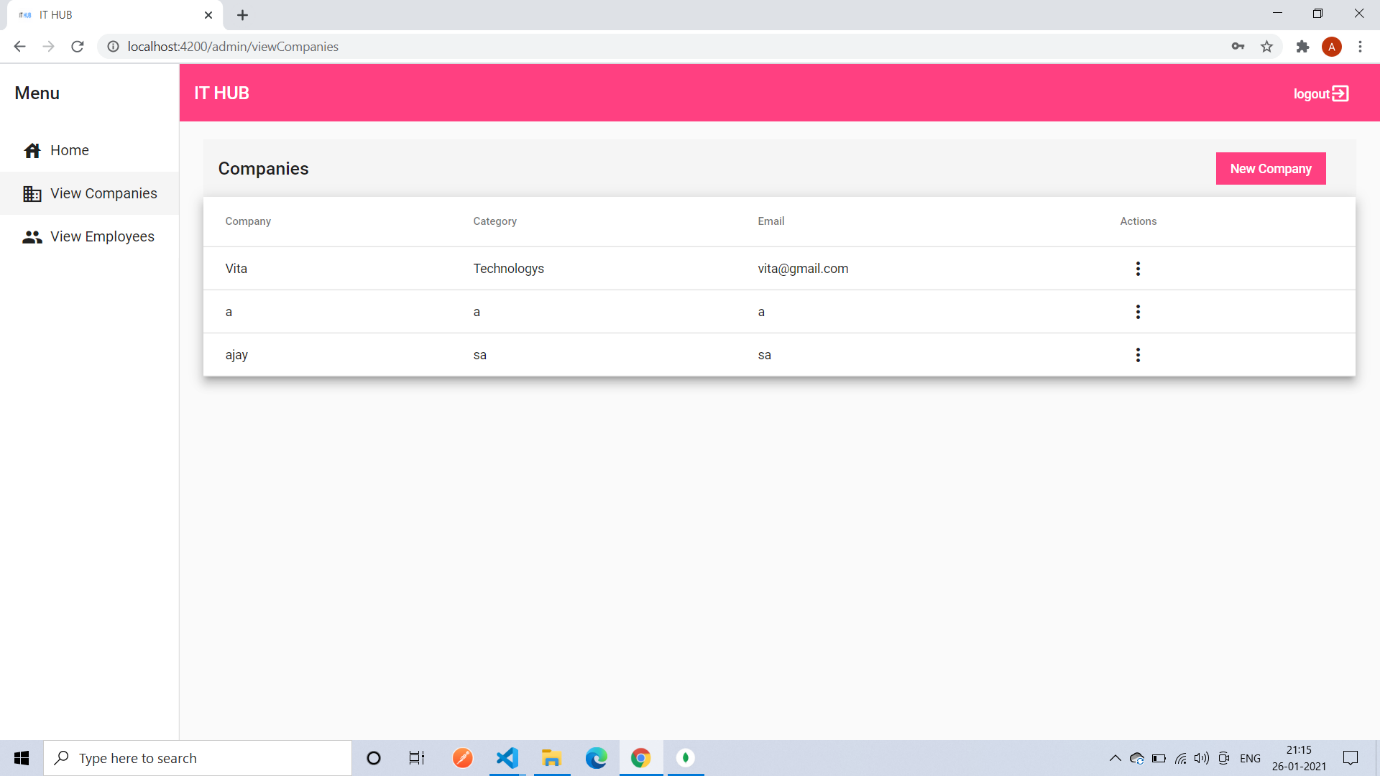 IT HUB
localhost:4200/admin/viewCompanies
A
Menu
IT HUB
logout
Home
View Companies
View Employees
Companies
New Company
Company Category Email Actions
Vita Technologys vita@gmail.com
a a a
ajay sa sa
Type here to search
ENG
21:15
26-01-2021